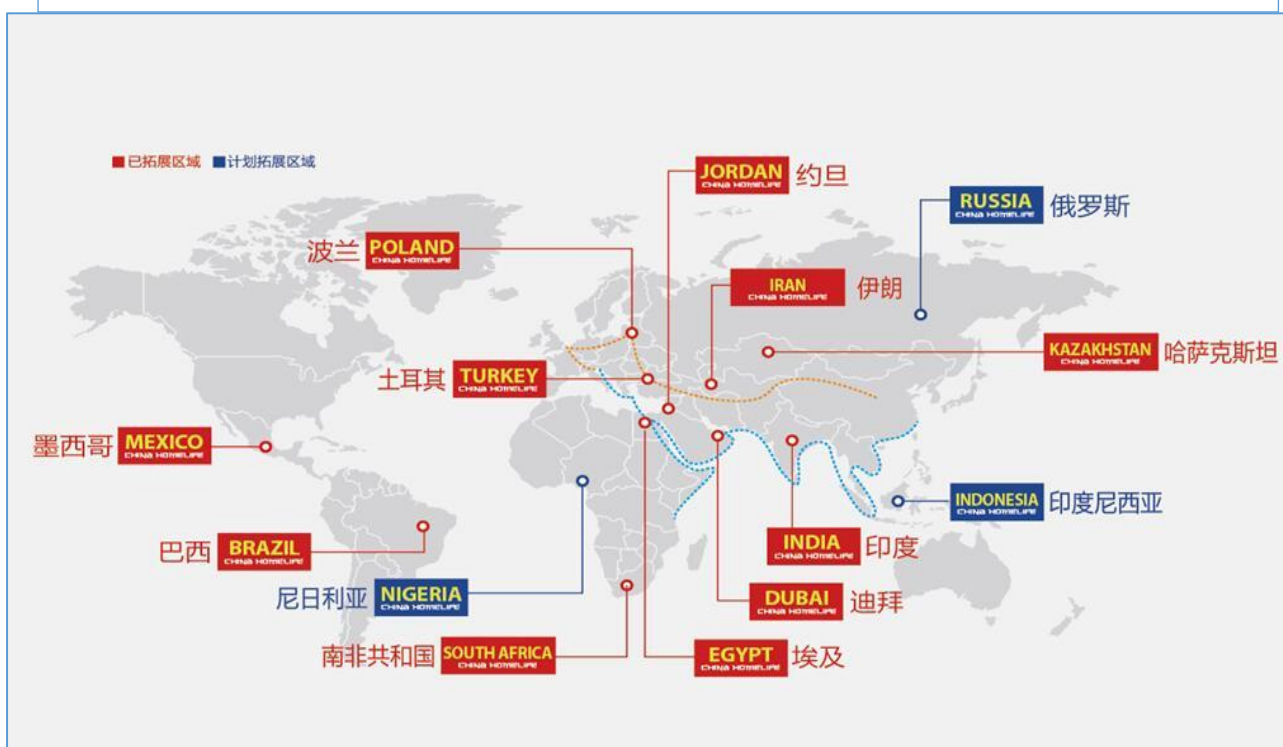 已拓展区域 计划拓展区域
JORDAN
CHINA HOMELIFE
约旦
RUSSIA
CHINA HOMELIFE
俄罗斯
波兰
POLAND
CHINA HOMELIFE
IRAN
CHINA HOMELIFE
伊朗
KAZAKHSTAN
CHINA HOMELIFE
哈萨克斯坦
土耳其
TURKEY
CHINA HOMELIFE
墨西哥
MEXICO
CHINA HOMELIFE
INDONESIA
CHINA HOMELIFE
印度尼西亚
巴西
BRAZIL
CHINA HOMELIFE
INDIA
CHINA HOMELIFE
印度
尼日利亚
NIGERIA
CHINA HOMELIFE
DUBAI
CHINA HOMELIFE
迪拜
南非共和国
SOUTH AFRICA
CHINA HOMELIFE
EGYPT
CHINA HOMELIFE
埃及